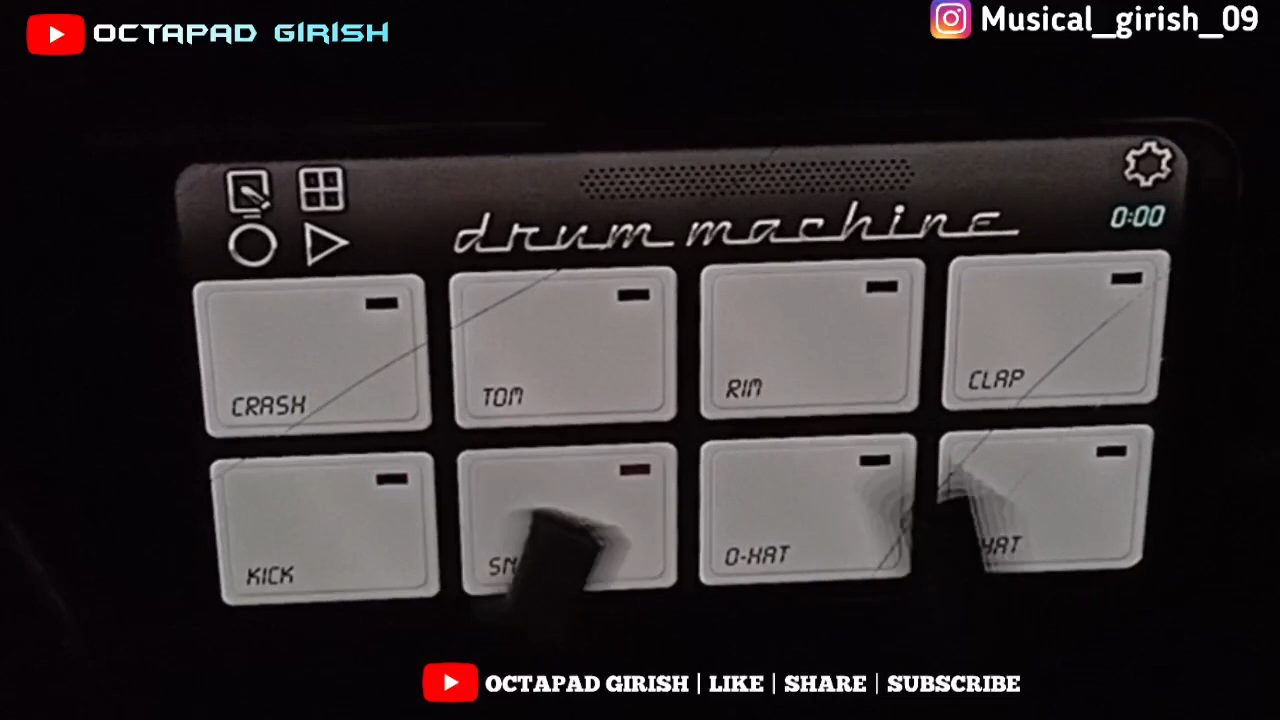 OCTAPAD GIRISH
Musical_girish_09
drum machine
0:00
CRASH
TOM
RIM
CLAP
KICK
O-HAT
OCTAPAD GIRISH | LIKE | SHARE | SUBSCRIBE